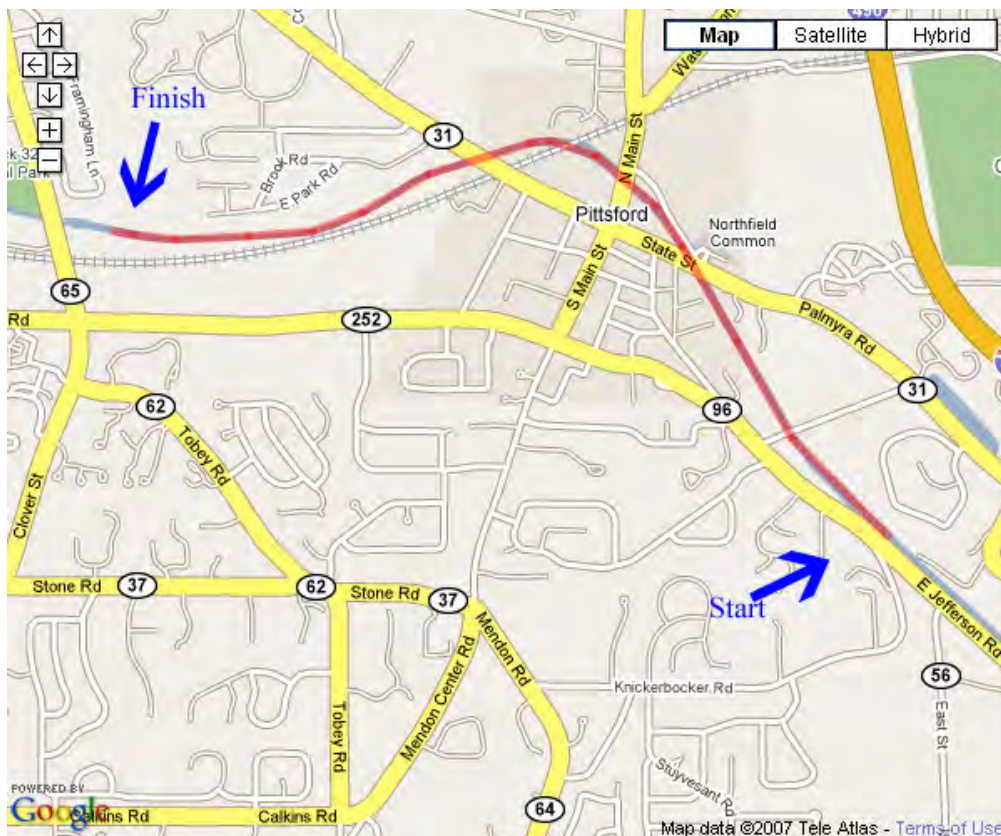 490
Map
Satellite
Hybrid
Framingham Ln
Finish
31
N Main St
Brook Rd
E Park Rd
Pittsford
Northfield
Common
State St
65
S Main St
252
Rd
Palmyra Rd
31
62
96
Tobey Rd
Clover St
Stone Rd
37
62
Stone Rd
37
Start
E Jefferson Rd
Mendon Rd
Mendon Center Rd
Knickerbocker Rd
56
East St
Tobey Rd
Stuyvesant Rd
POWERED BY
Google
Calkins Rd
Calkins Rd
64
Map data ©2007 Tele Atlas - Terms of Use